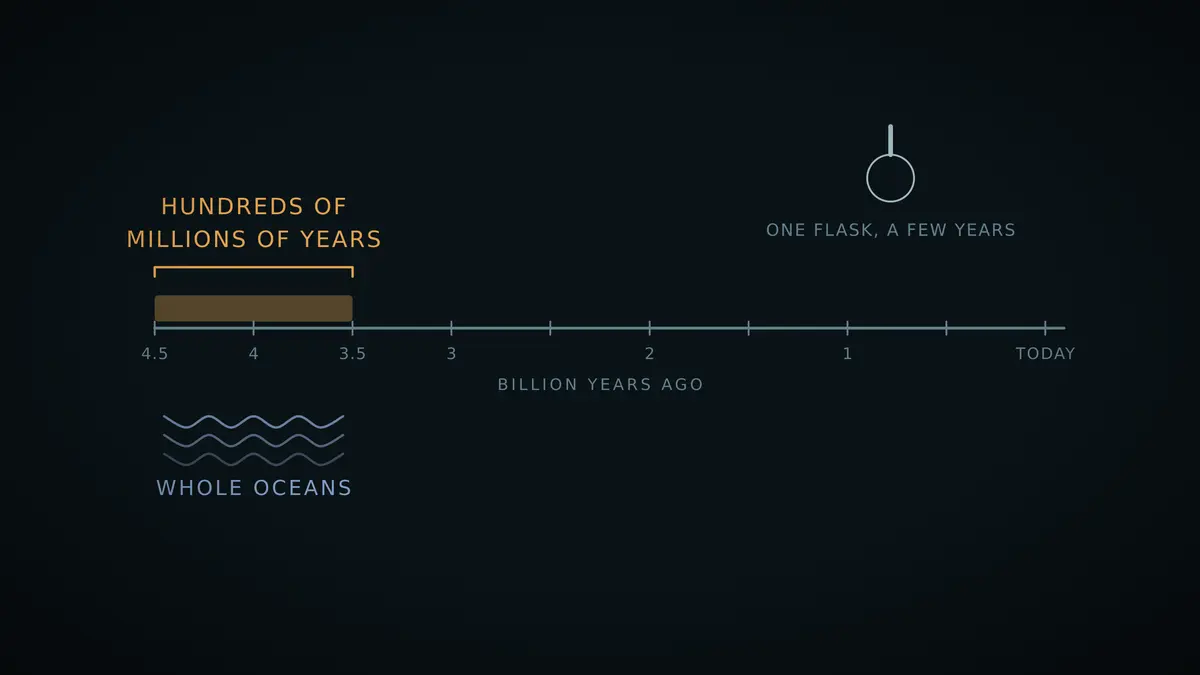 HUNDREDS OF
MILLIONS OF YEARS
ONE FLASK, A FEW YEARS
4.5 4 3.5 3 2 1 TODAY
BILLION YEARS AGO
WHOLE OCEANS